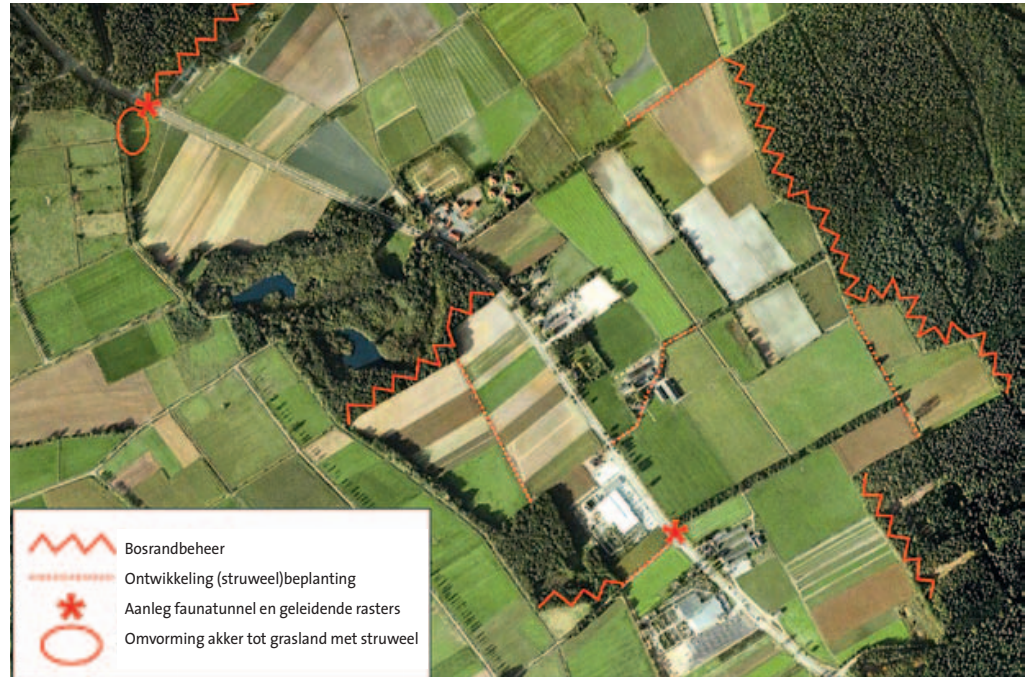 Bosrandbeheer
Ontwikkeling (struweel)beplanting
Aanleg faunatunnel en geleidende rasters
Omvorming akker tot grasland met struweel